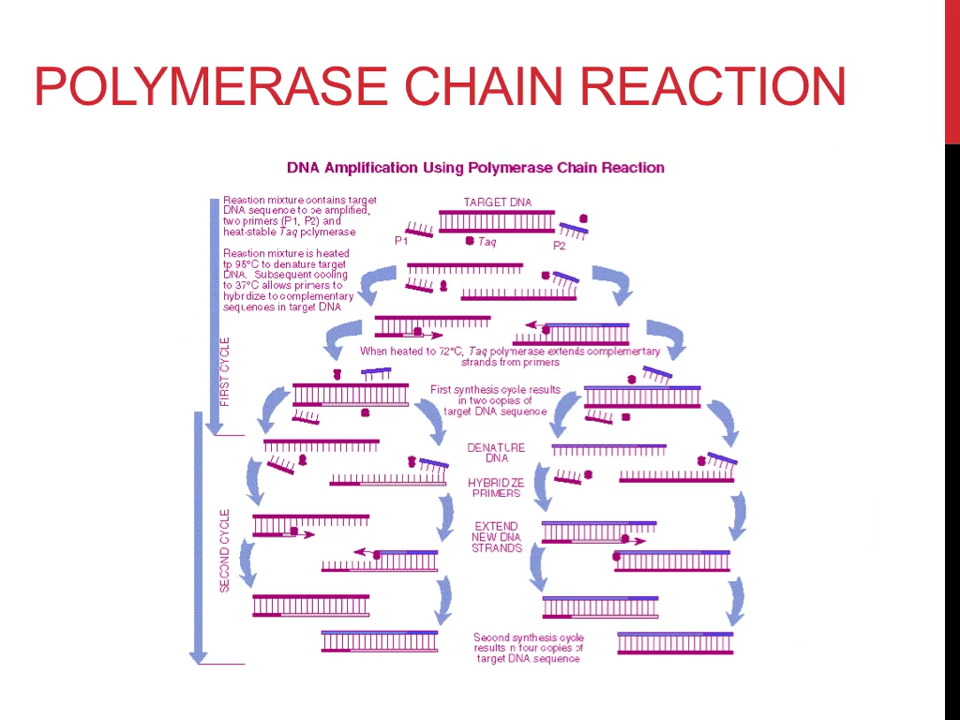 POLYMERASE CHAIN REACTION
DNA Amplification Using Polymerase Chain Reaction
Reaction mixture contains target
DNA sequence to be amplified,
two primers (P1, P2) and
heat-stable Taq polymerase
TARGET DNA
P1
Taq
P2
Reaction mixture is heated
tp 95°C to denature target
DNA. Subsequent cooling
to 37°C allows primers to
hybridize to complementary
sequences in target DNA
When heated to 72°C, Taq polymerase extends complementary
strands from primers
FIRST CYCLE
First synthesis cycle results
in two copies of
target DNA sequence
DENATURE
DNA
HYBRIDIZE
PRIMERS
EXTEND
NEW DNA
STRANDS
SECOND CYCLE
Second synthesis cycle
results in four copies of
target DNA sequence